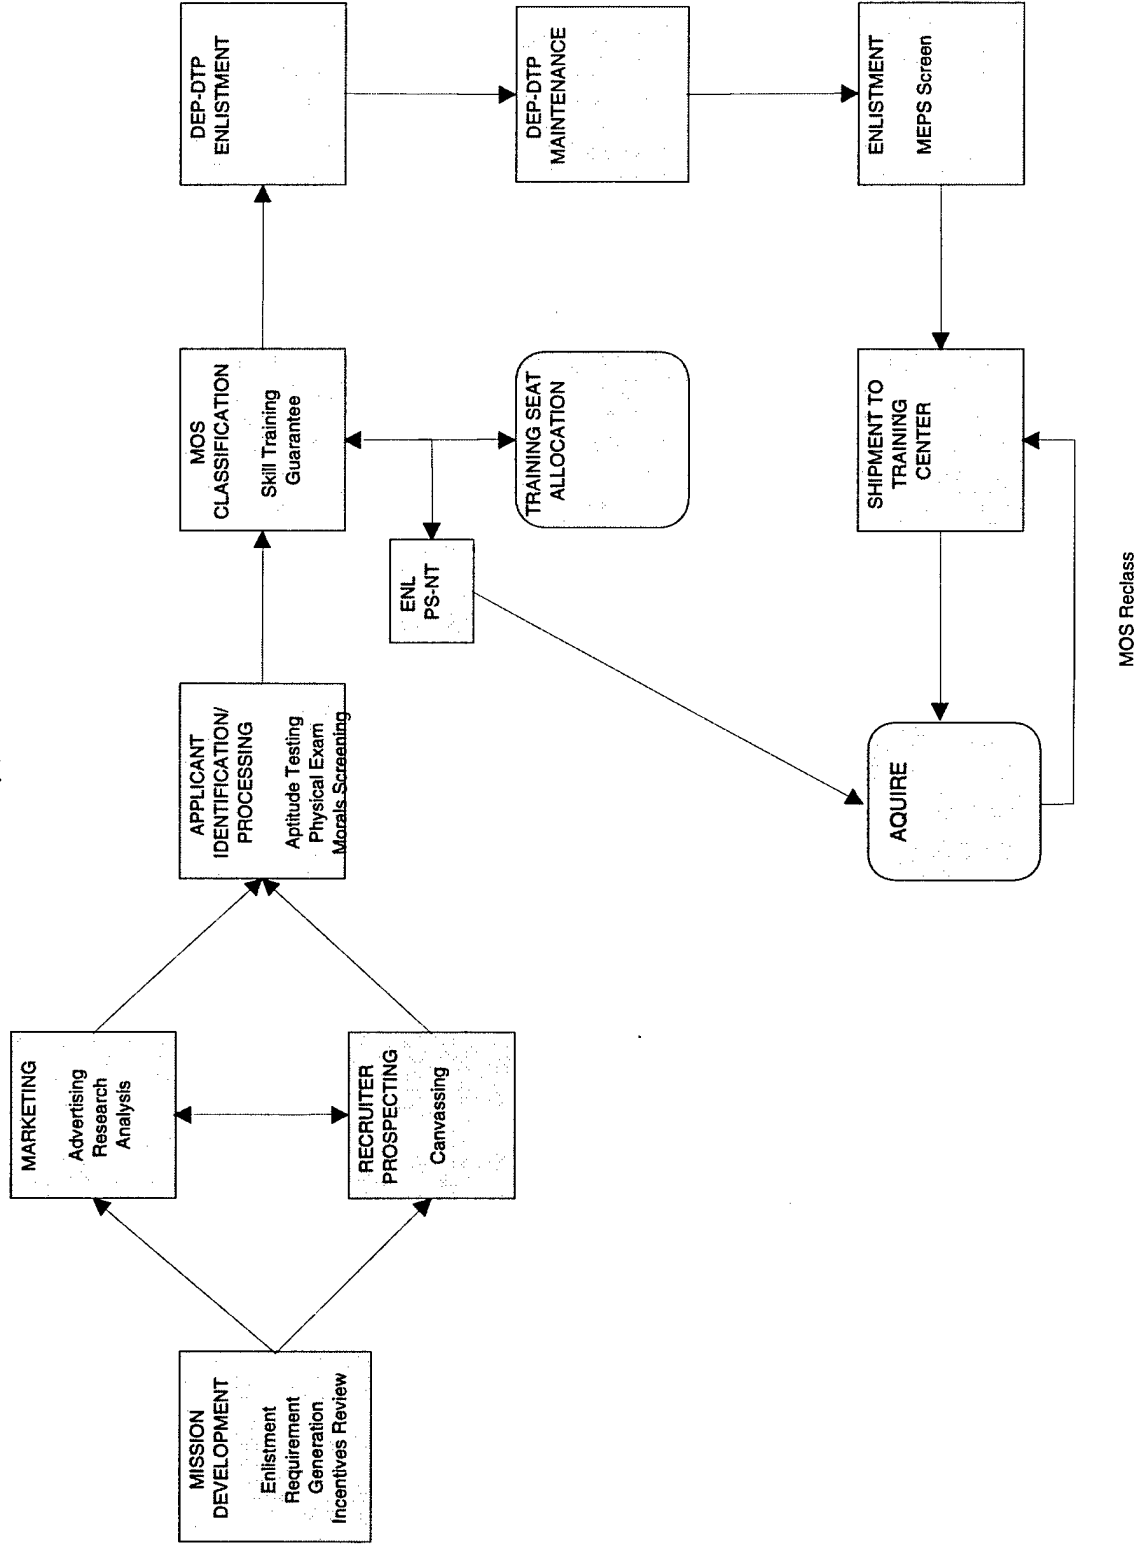 MISSION
DEVELOPMENT
Enlistment
Requirement
Generation
Incentives Review
MARKETING
Advertising
Research
Analysis
RECRUITER
PROSPECTING
Canvassing
APPLICANT
IDENTIFICATION/
PROCESSING
Aptitude Testing
Physical Exam
Morals Screening
MOS
CLASSIFICATION
Skill Training
Guarantee
ENL
PS-NT
TRAINING SEAT
ALLOCATION
DEP-DTP
ENLISTMENT
DEP-DTP
MAINTENANCE
ENLISTMENT
MEPS Screen
SHIPMENT TO
TRAINING
CENTER
AQUIRE
MOS Reclass